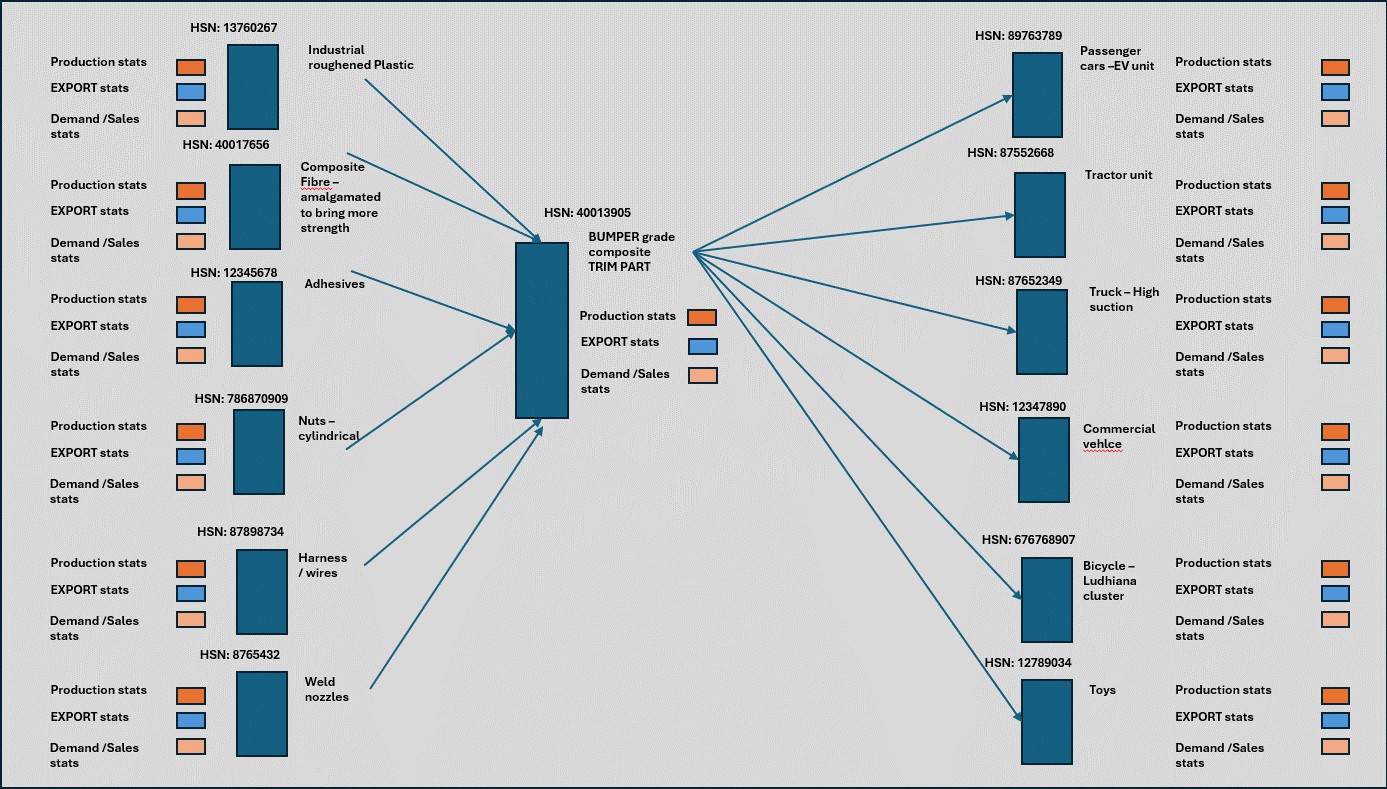 HSN: 13760267
Industrial
roughened Plastic
Production stats
EXPORT stats
Demand /Sales
stats
HSN: 40017656
Composite
Fibre –
amalgamated
to bring more
strength
Production stats
EXPORT stats
Demand /Sales
stats
HSN: 12345678
Adhesives
Production stats
EXPORT stats
Demand /Sales
stats
HSN: 786870909
Nuts –
cylindrical
Production stats
EXPORT stats
Demand /Sales
stats
HSN: 87898734
Harness
/ wires
Production stats
EXPORT stats
Demand /Sales
stats
HSN: 8765432
Weld
nozzles
Production stats
EXPORT stats
Demand /Sales
stats
HSN: 40013905
BUMPER grade
composite
TRIM PART
Production stats
EXPORT stats
Demand /Sales
stats
HSN: 89763789
Passenger
cars –EV unit
Production stats
EXPORT stats
Demand /Sales
stats
HSN: 87552668
Tractor unit
Production stats
EXPORT stats
Demand /Sales
stats
HSN: 87652349
Truck – High
suction
Production stats
EXPORT stats
Demand /Sales
stats
HSN: 12347890
Commercial
vehlce
Production stats
EXPORT stats
Demand /Sales
stats
HSN: 676768907
Bicycle –
Ludhiana
cluster
Production stats
EXPORT stats
Demand /Sales
stats
HSN: 12789034
Toys
Production stats
EXPORT stats
Demand /Sales
stats